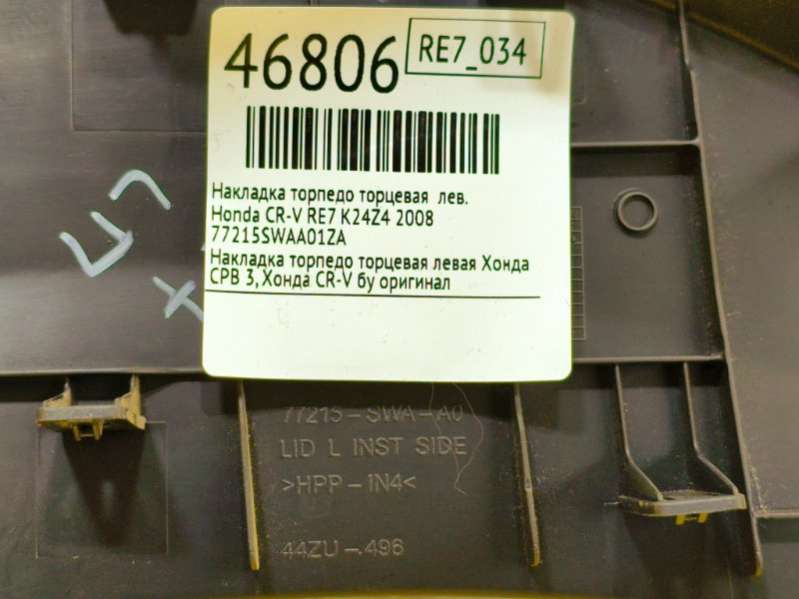 46806
RE7_034
Накладка торпедо торцевая лев.
Honda CR-V RE7 K24Z4 2008
77215SWAA01ZA
Накладка торпедо торцевая левая Хонда
СРВ 3, Хонда CR-V бу оригинал
77215-SWA-A0
LID L INST SIDE
>HPP-IN4<
44ZU-496